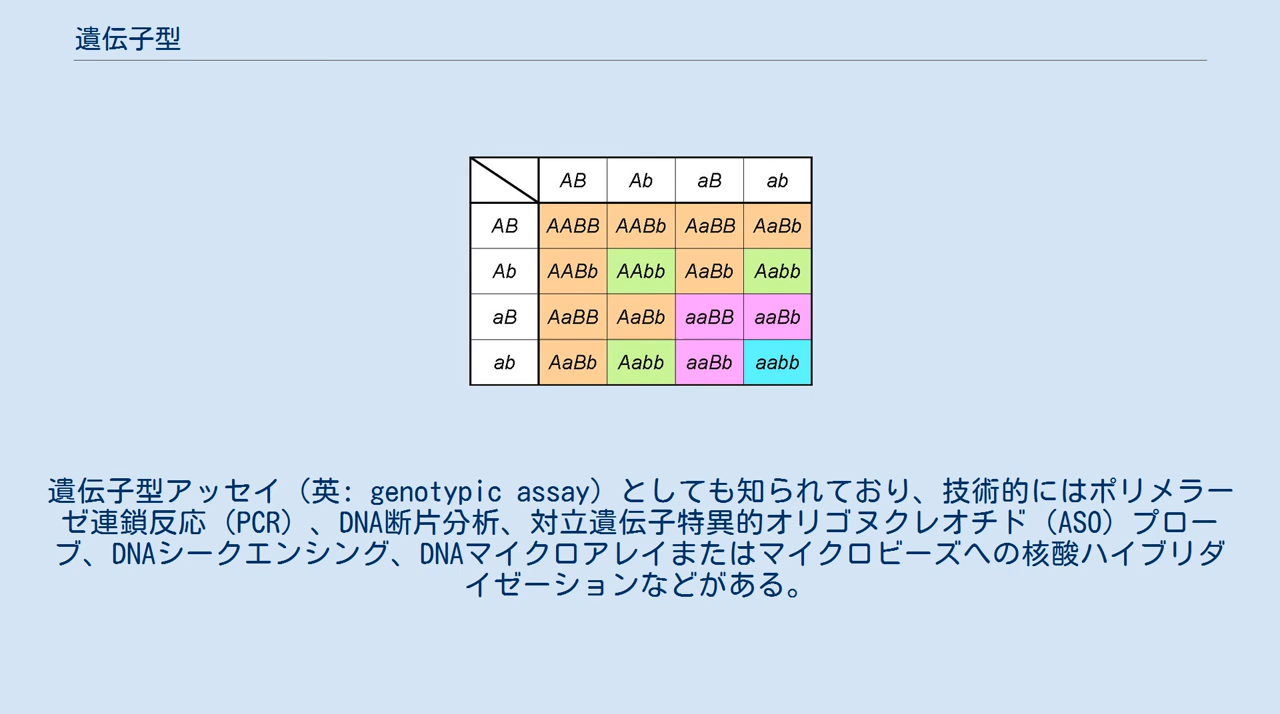 遺伝子型
AB Ab aB ab
AB AABB AABb AaBB AaBb
Ab AABb AAbb AaBb Aabb
aB AaBB AaBb aaBB aaBb
ab AaBb Aabb aaBb aabb
遺伝子型アッセイ（英: genotypic assay）としても知られており、技術的にはポリメラー
ゼ連鎖反応（PCR）、DNA断片分析、対立遺伝子特異的オリゴヌクレオチド（ASO）プロー
ブ、DNAシークエンシング、DNAマイクロアレイまたはマイクロビーズへの核酸ハイブリダ
イゼーションなどがある。